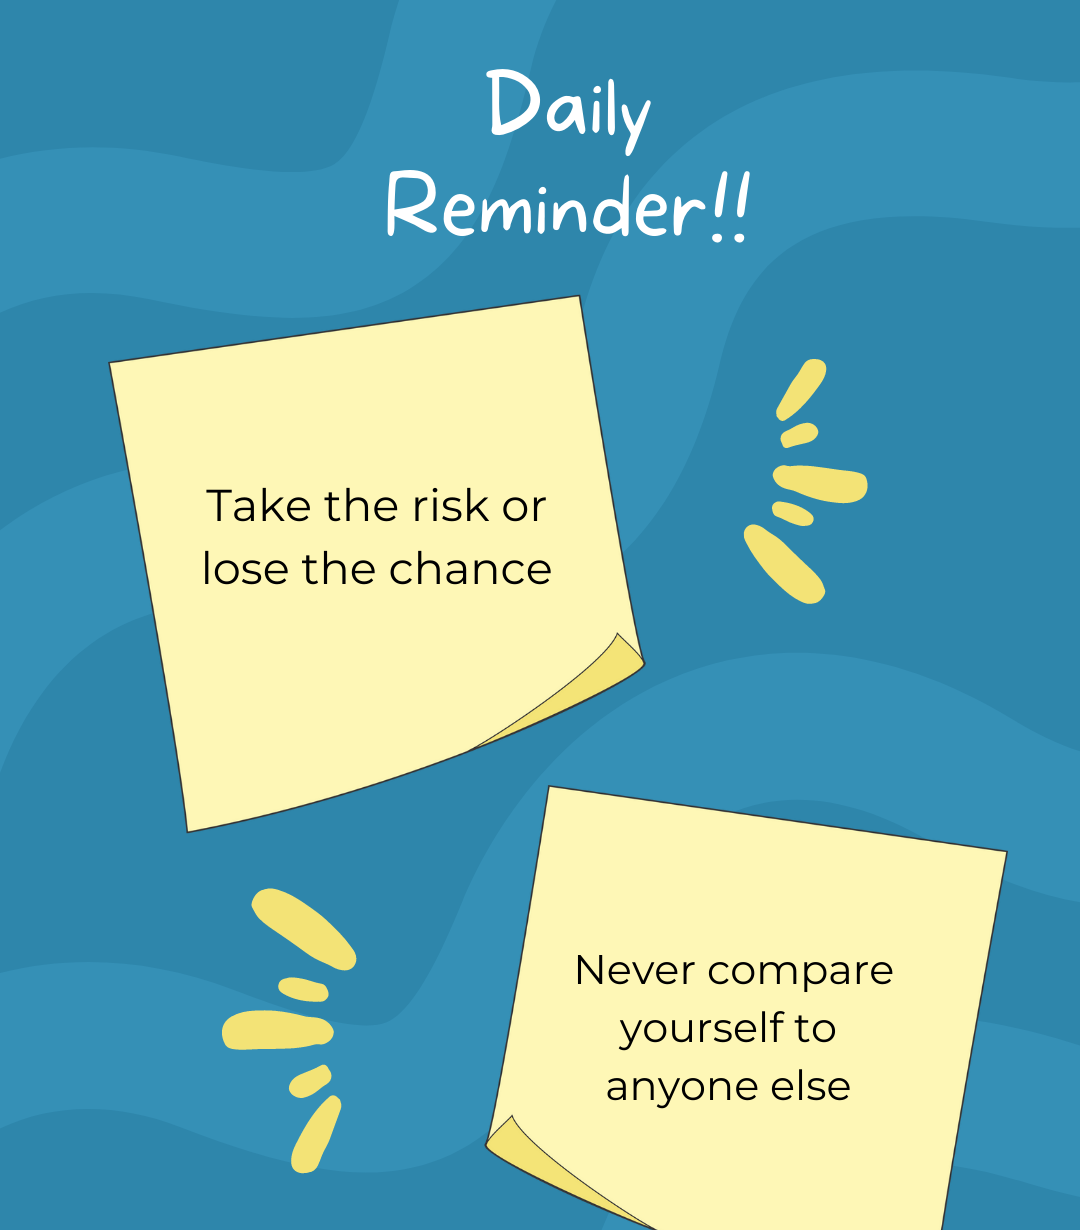 Daily
Reminder!!
Take the risk or
lose the chance
Never compare
yourself to
anyone else